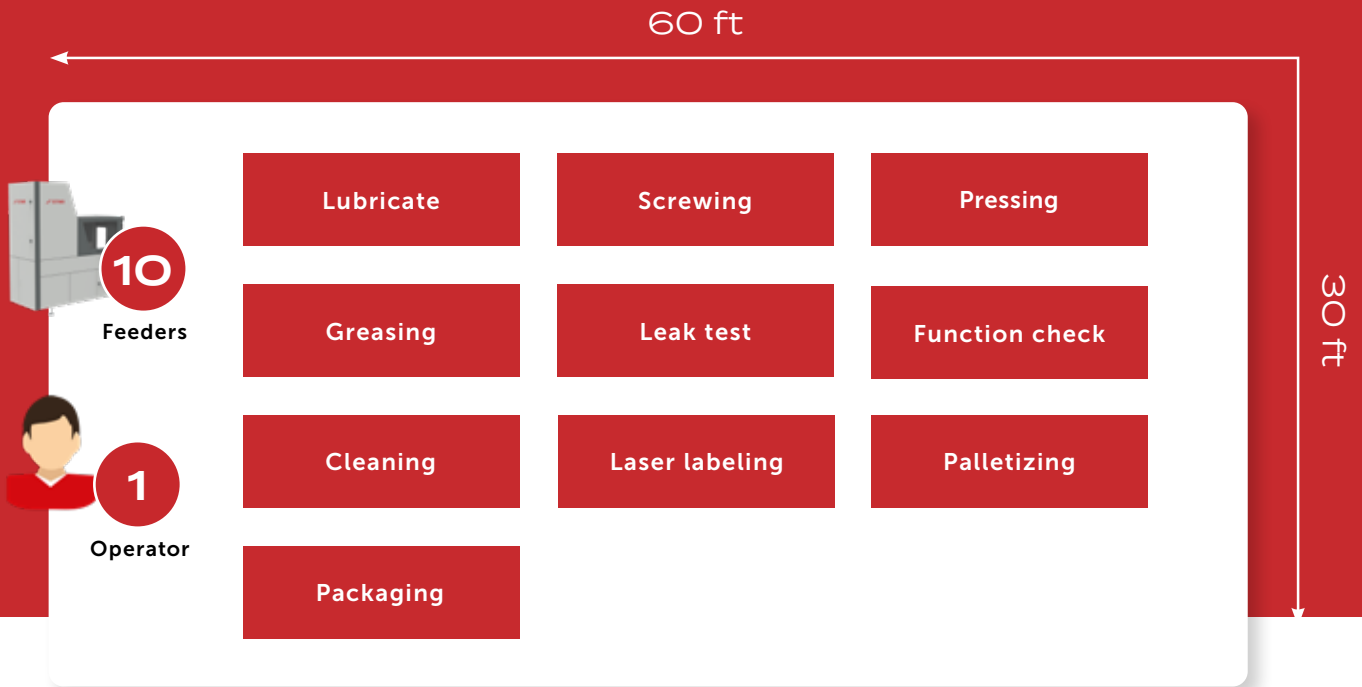 60 ft
Lubricate
Screwing
Pressing
10
Feeders
Greasing
Leak test
Function check
30 ft
Cleaning
Laser labeling
Palletizing
1
Operator
Packaging